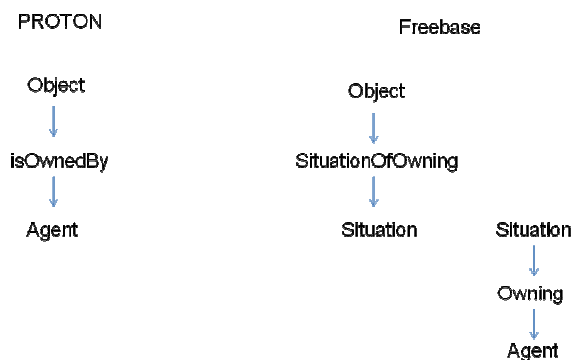 PROTON
Object
isOwnedBy
Agent
Freebase
Object
SituationOfOwning
Situation
Situation
Owning
Agent